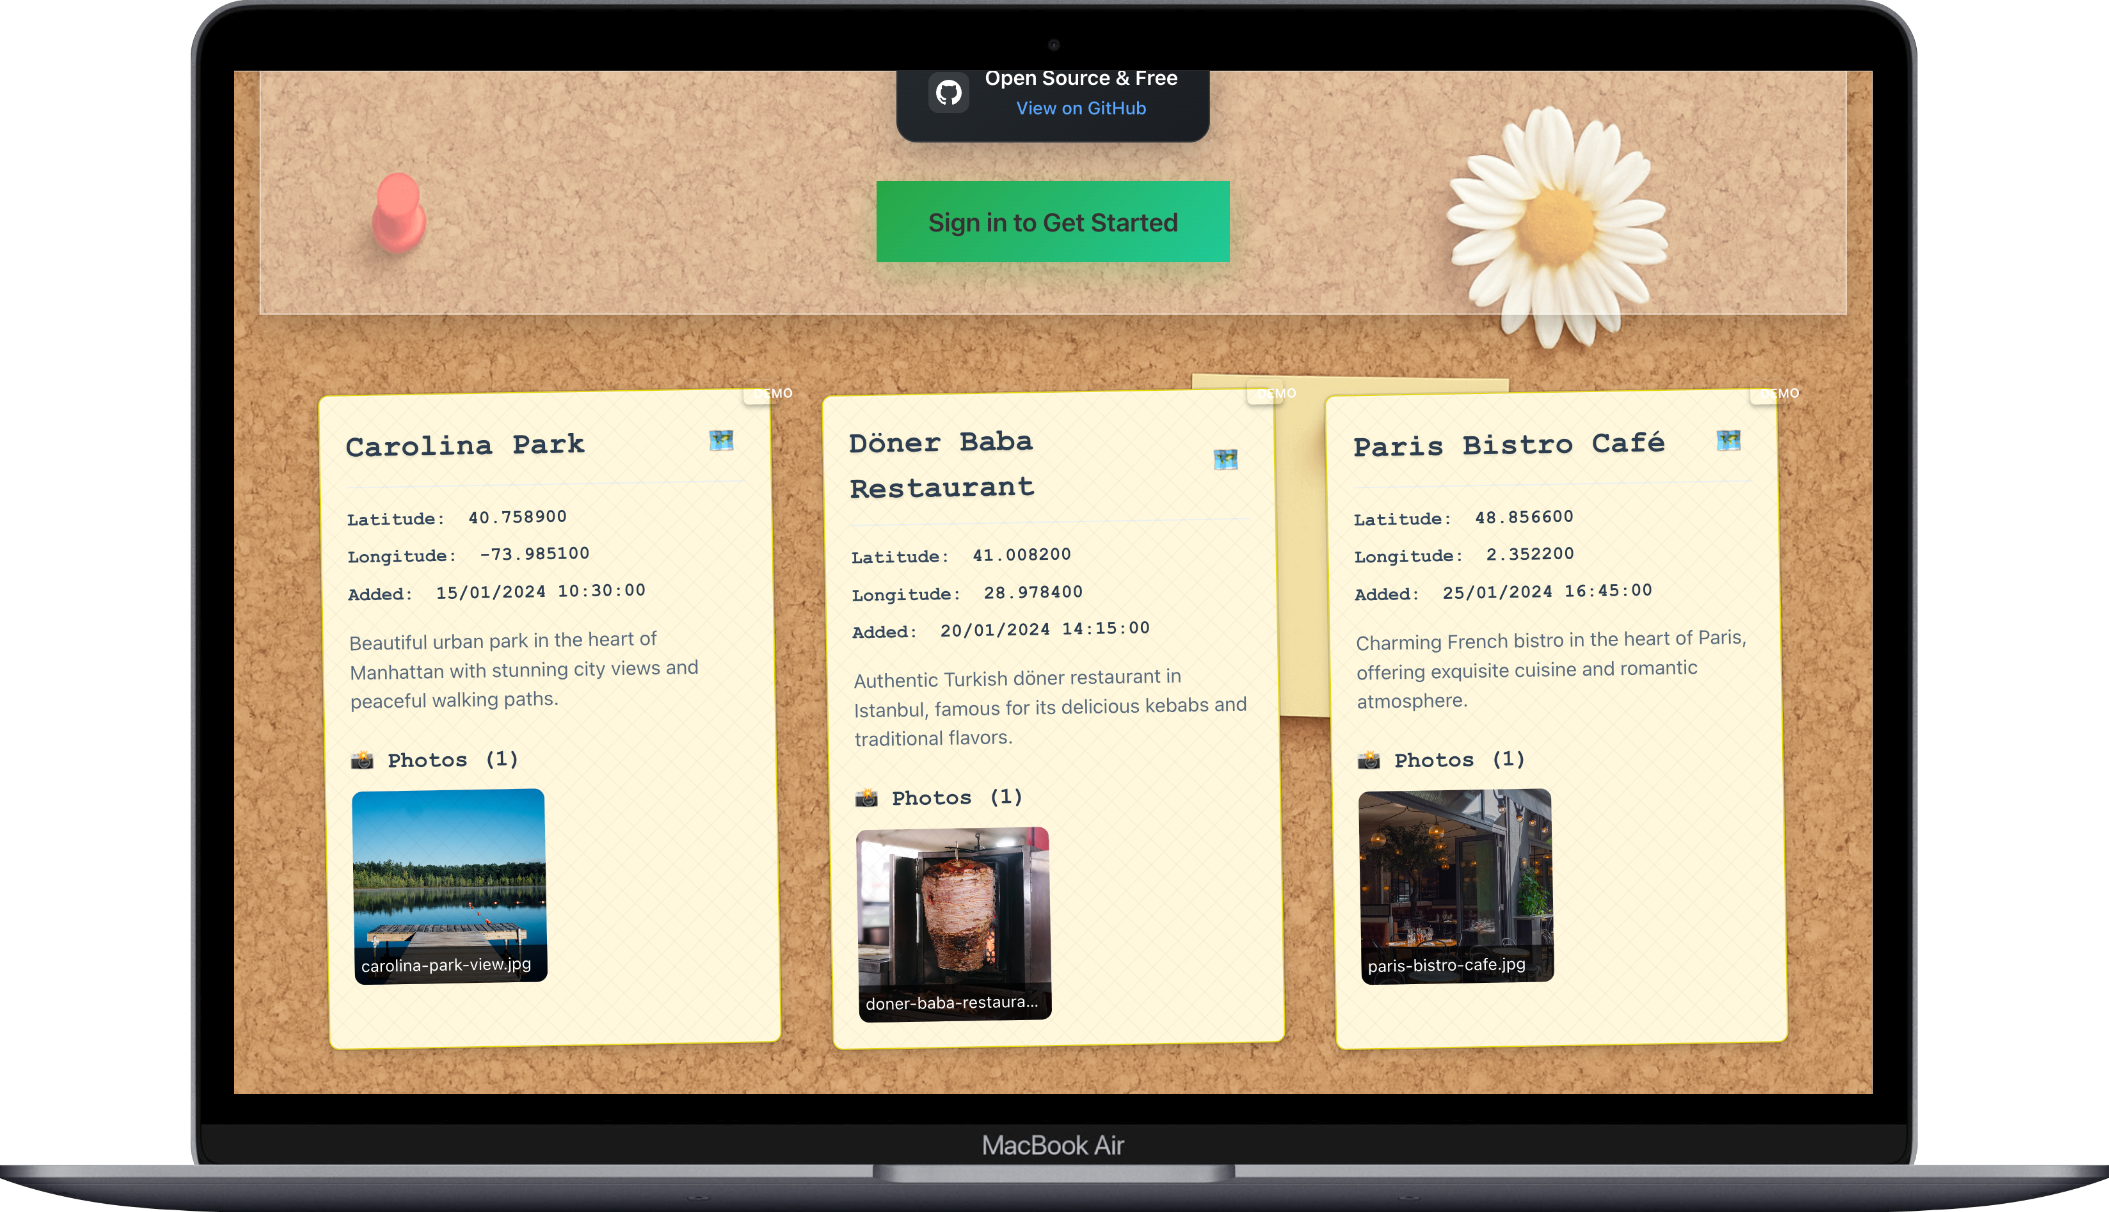 Open Source & Free
View on GitHub
Sign in to Get Started
DEMO
Carolina Park
Latitude: 40.758900
Longitude: -73.985100
Added: 15/01/2024 10:30:00
Beautiful urban park in the heart of
Manhattan with stunning city views and
peaceful walking paths.
📸 Photos (1)
carolina-park-view.jpg
DEMO
Döner Baba
Restaurant
Latitude: 41.008200
Longitude: 28.978400
Added: 20/01/2024 14:15:00
Authentic Turkish döner restaurant in
Istanbul, famous for its delicious kebabs and
traditional flavors.
📸 Photos (1)
doner-baba-restaura...
DEMO
Paris Bistro Café
Latitude: 48.856600
Longitude: 2.352200
Added: 25/01/2024 16:45:00
Charming French bistro in the heart of Paris,
offering exquisite cuisine and romantic
atmosphere.
📸 Photos (1)
paris-bistro-cafe.jpg
MacBook Air